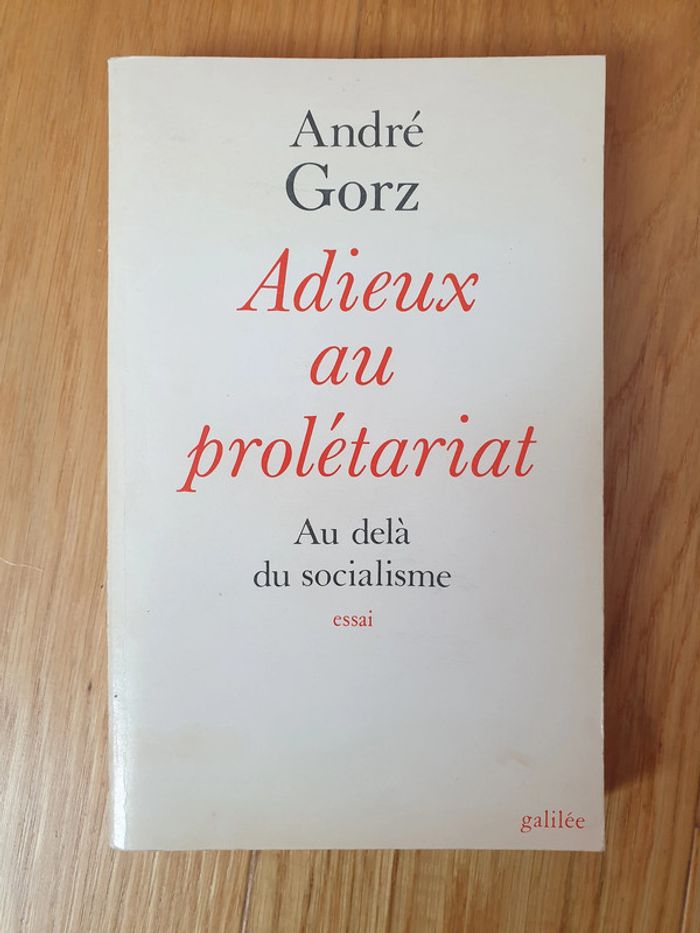 André
Gorz
Adieux
au
prolétariat
Au delà
du socialisme
essai
galilée